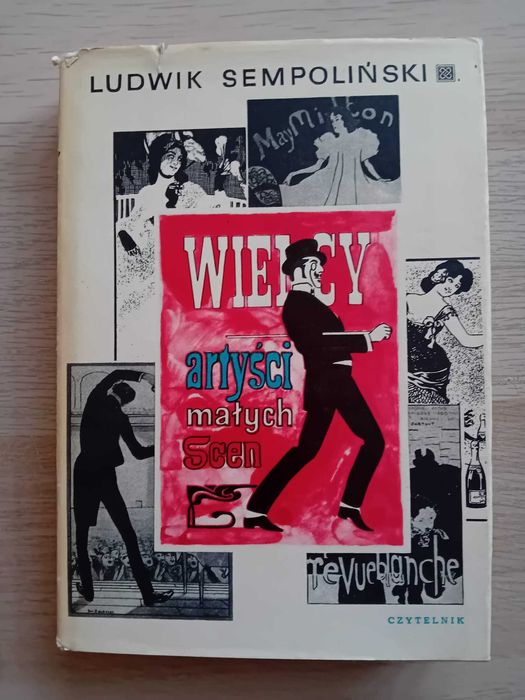 LUDWIK SEMPOLIŃSKI
May Milton
WIELCY
artyści
małych
Scen
revueblanche
CZYTELNIK